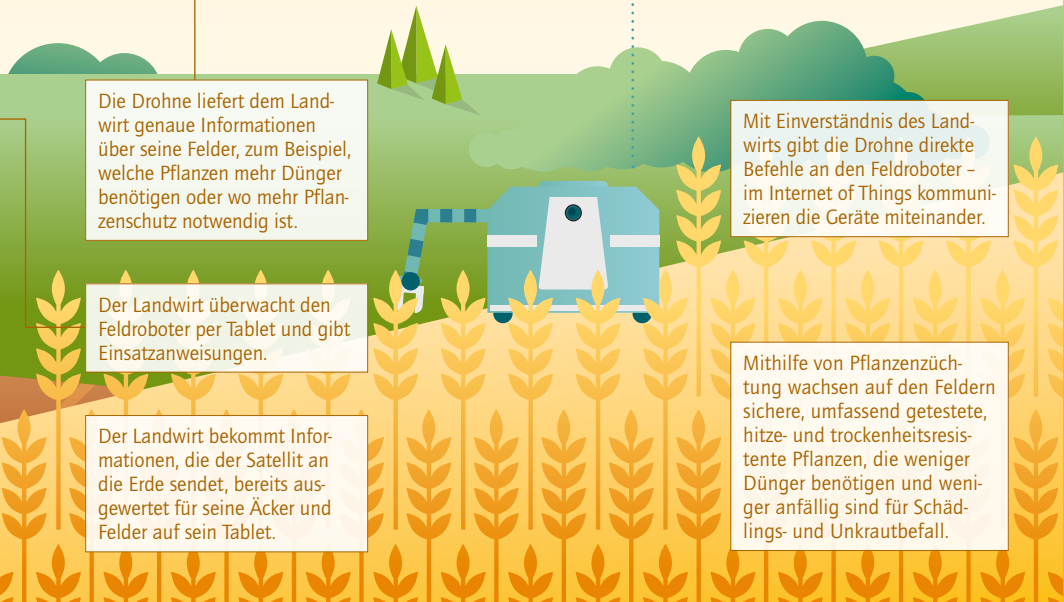 Die Drohne liefert dem Land-
wirt genaue Informationen
über seine Felder, zum Beispiel,
welche Pflanzen mehr Dünger
benötigen oder wo mehr Pflan-
zenschutz notwendig ist.
Der Landwirt überwacht den
Feldroboter per Tablet und gibt
Einsatzanweisungen.
Der Landwirt bekommt Infor-
mationen, die der Satellit an
die Erde sendet, bereits aus-
gewertet für seine Äcker und
Felder auf sein Tablet.
Mit Einverständnis des Land-
wirts gibt die Drohne direkte
Befehle an den Feldroboter –
im Internet of Things kommuni-
zieren die Geräte miteinander.
Mithilfe von Pflanzenzüch-
tung wachsen auf den Feldern
sichere, umfassend getestete,
hitze- und trockenheitsresis-
tente Pflanzen, die weniger
Dünger benötigen und weni-
ger anfällig sind für Schäd-
lings- und Unkrautbefall.